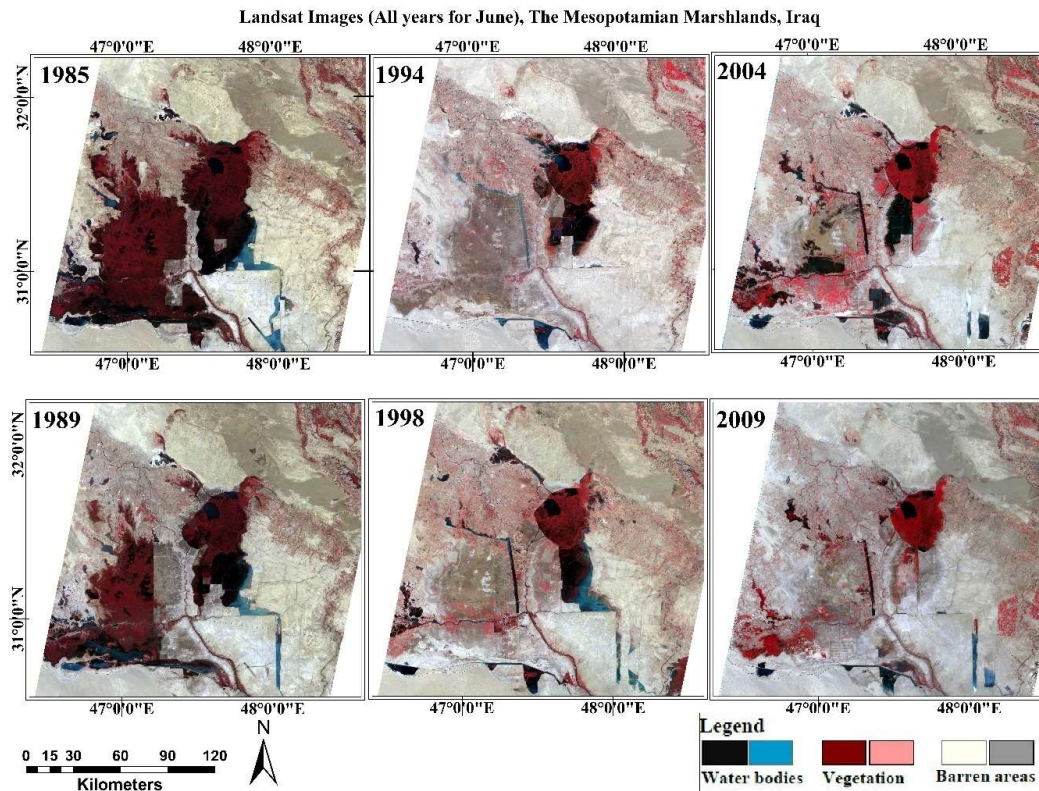 Landsat Images (All years for June), The Mesopotamian Marshlands, Iraq
47°0'0"E 48°0'0"E 47°0'0"E 48°0'0"E 47°0'0"E 48°0'0"E
1985 1994 2004
32°0'0"N
31°0'0"N
47°0'0"E 48°0'0"E 47°0'0"E 48°0'0"E 47°0'0"E 48°0'0"E
1989 1998 2009
32°0'0"N
31°0'0"N
47°0'0"E 48°0'0"E 47°0'0"E 48°0'0"E 47°0'0"E 48°0'0"E
N
0 15 30 60 90 120
Kilometers
Legend
Water bodies Vegetation Barren areas